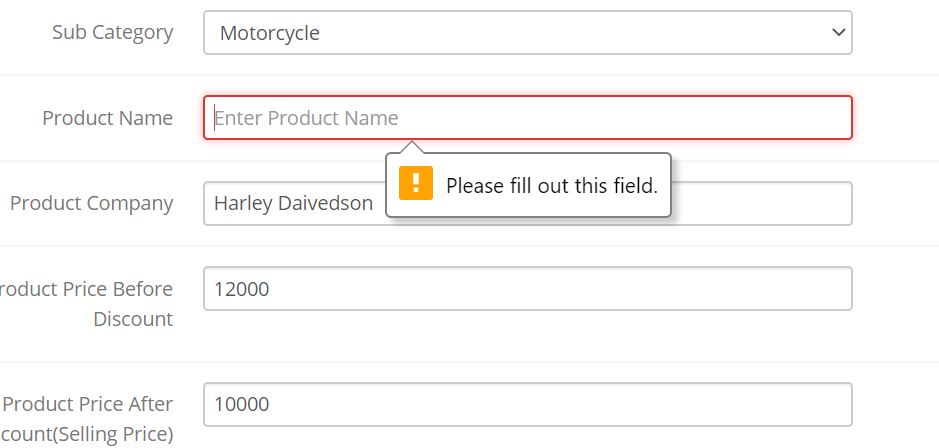 Sub Category
Motorcycle
Product Name
Enter Product Name
Please fill out this field.
Product Company
Harley Daivedson
roduct Price Before
Discount
12000
Product Price After
count(Selling Price)
10000